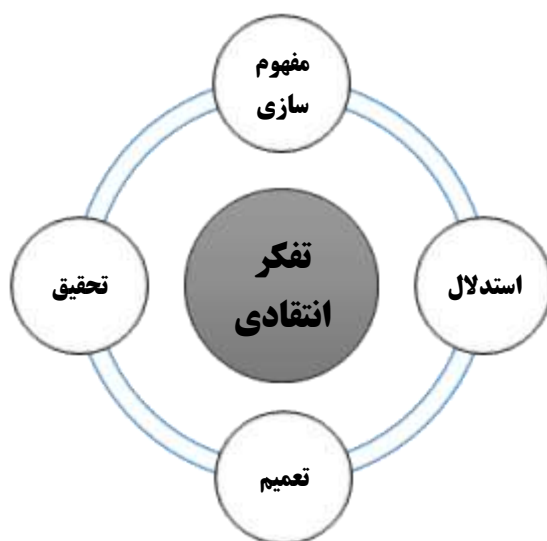 مفهوم
سازی
تفکر
انتقادی
استدلال
تحقیق
تعمیم